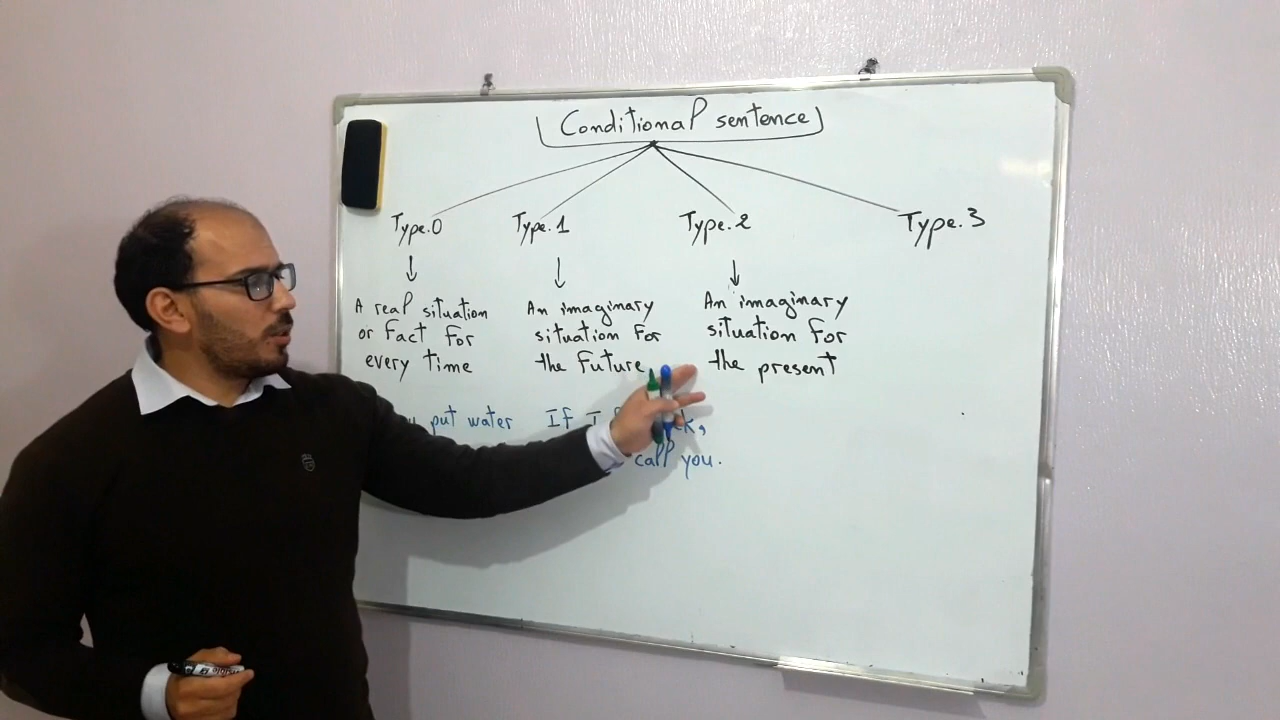 Conditional sentence
Type.0
Type.1
Type.2
Type.3
A real situation
or Fact For
every time
An imaginary
situation for
the Future
An imaginary
situation for
the present
put water
If I
call you.